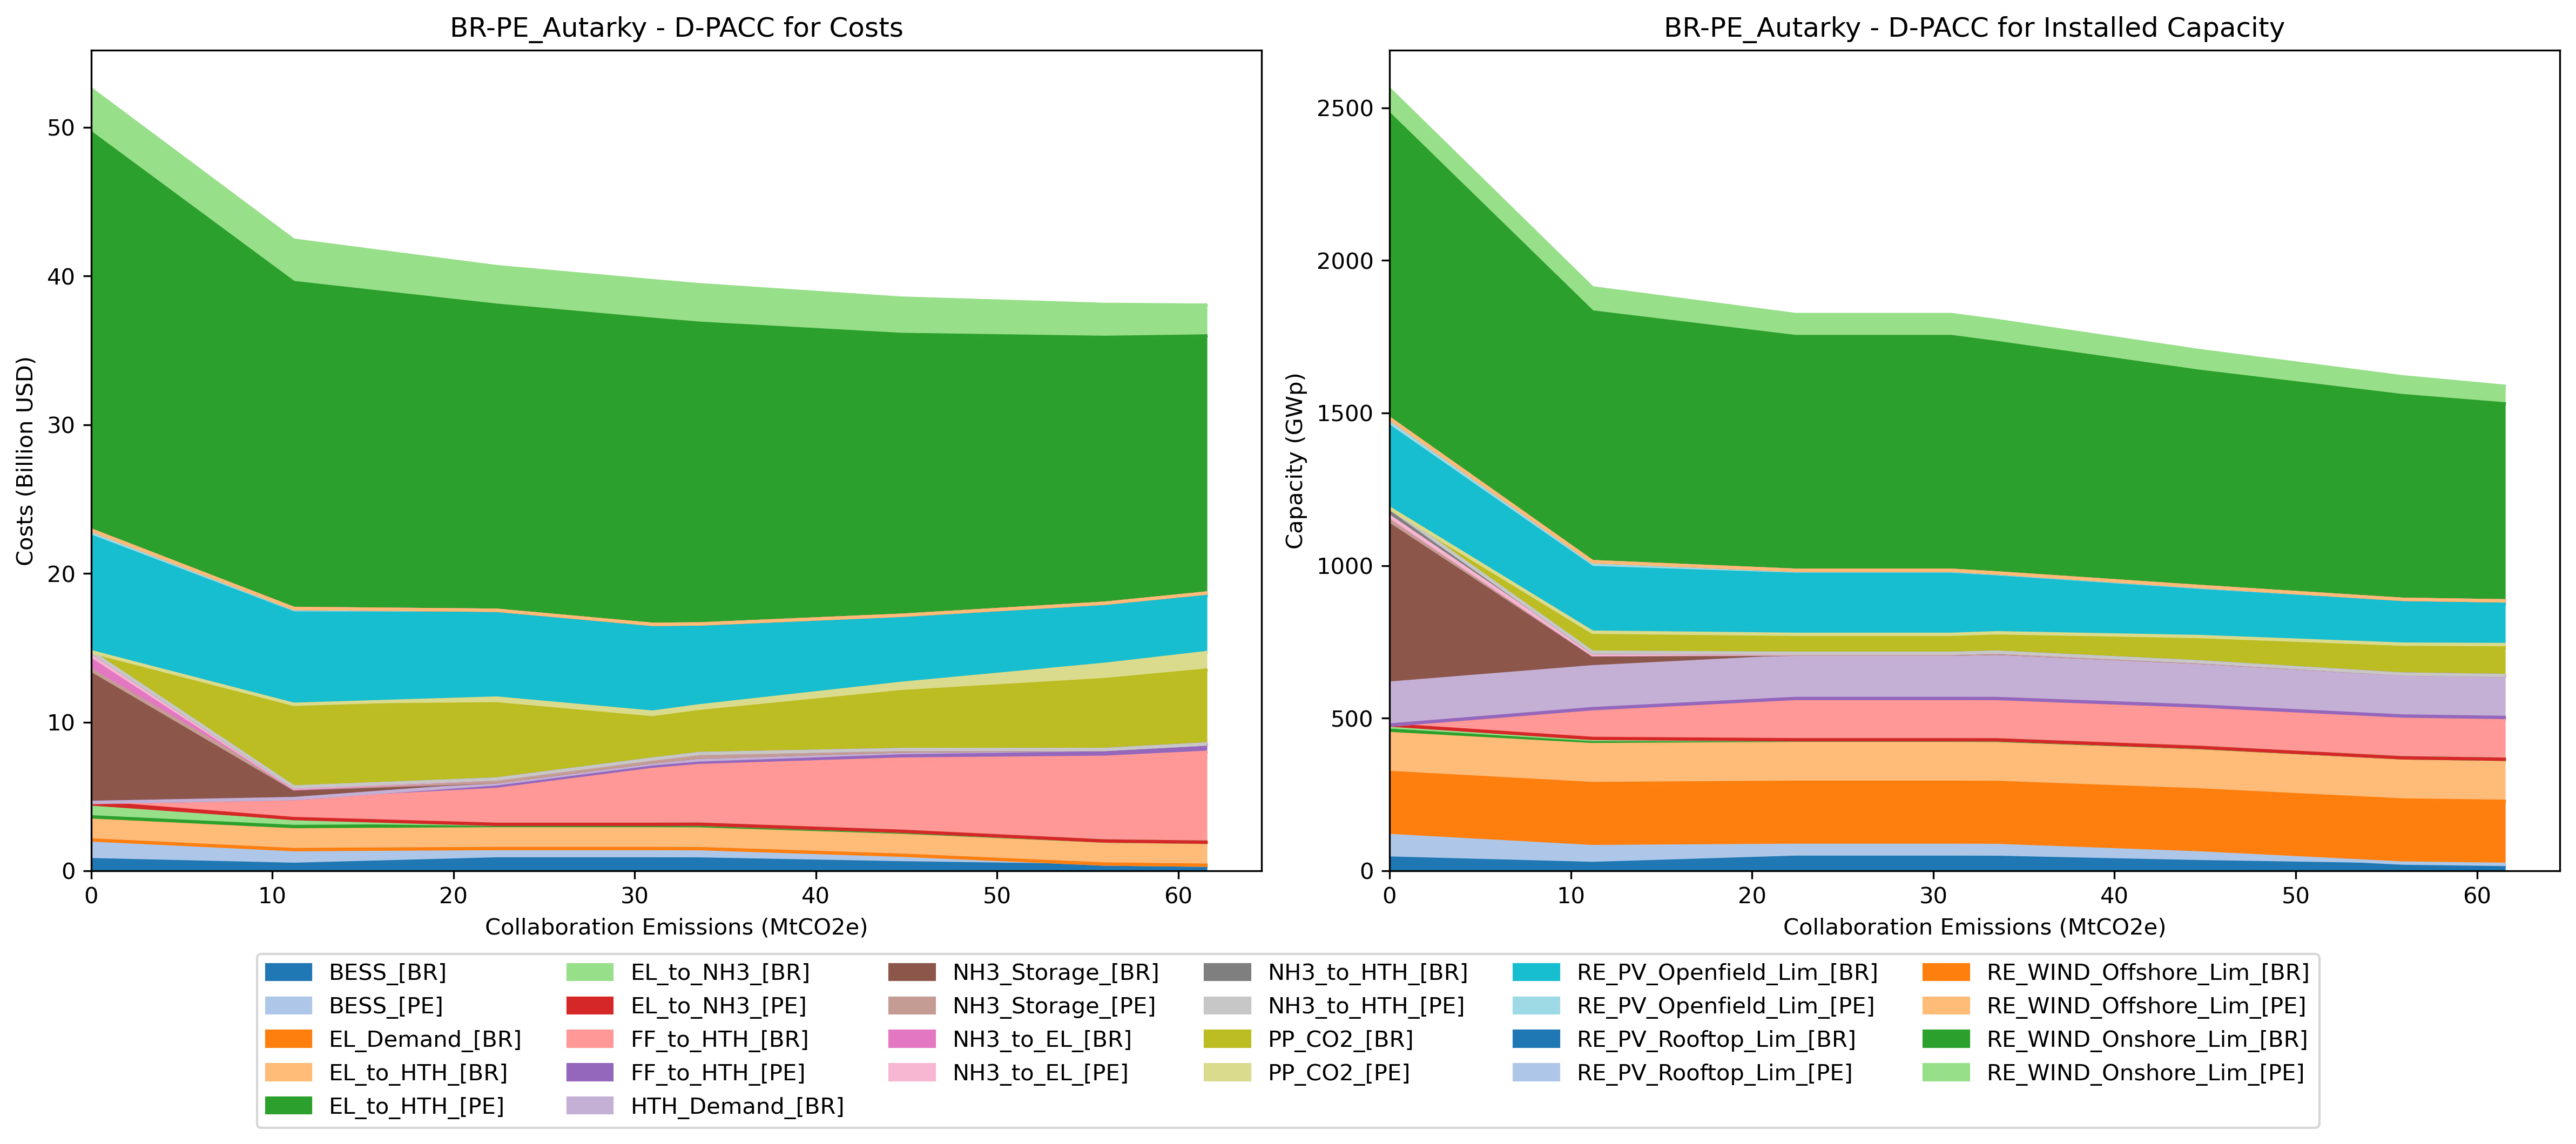 BR-PE_Autarky - D-PACC for Costs
Costs (Billion USD)
50
40
30
20
10
0
0 10 20 30 40 50 60
Collaboration Emissions (MtCO2e)
BR-PE_Autarky - D-PACC for Installed Capacity
Capacity (GWp)
2500
2000
1500
1000
500
0
0 10 20 30 40 50 60
Collaboration Emissions (MtCO2e)
BESS_[BR]
BESS_[PE]
EL_Demand_[BR]
EL_to_HTH_[BR]
EL_to_HTH_[PE]
EL_to_NH3_[BR]
EL_to_NH3_[PE]
FF_to_HTH_[BR]
FF_to_HTH_[PE]
HTH_Demand_[BR]
NH3_Storage_[BR]
NH3_Storage_[PE]
NH3_to_EL_[BR]
NH3_to_EL_[PE]
NH3_to_HTH_[BR]
NH3_to_HTH_[PE]
PP_CO2_[BR]
PP_CO2_[PE]
RE_PV_Openfield_Lim_[BR]
RE_PV_Openfield_Lim_[PE]
RE_PV_Rooftop_Lim_[BR]
RE_PV_Rooftop_Lim_[PE]
RE_WIND_Offshore_Lim_[BR]
RE_WIND_Offshore_Lim_[PE]
RE_WIND_Onshore_Lim_[BR]
RE_WIND_Onshore_Lim_[PE]